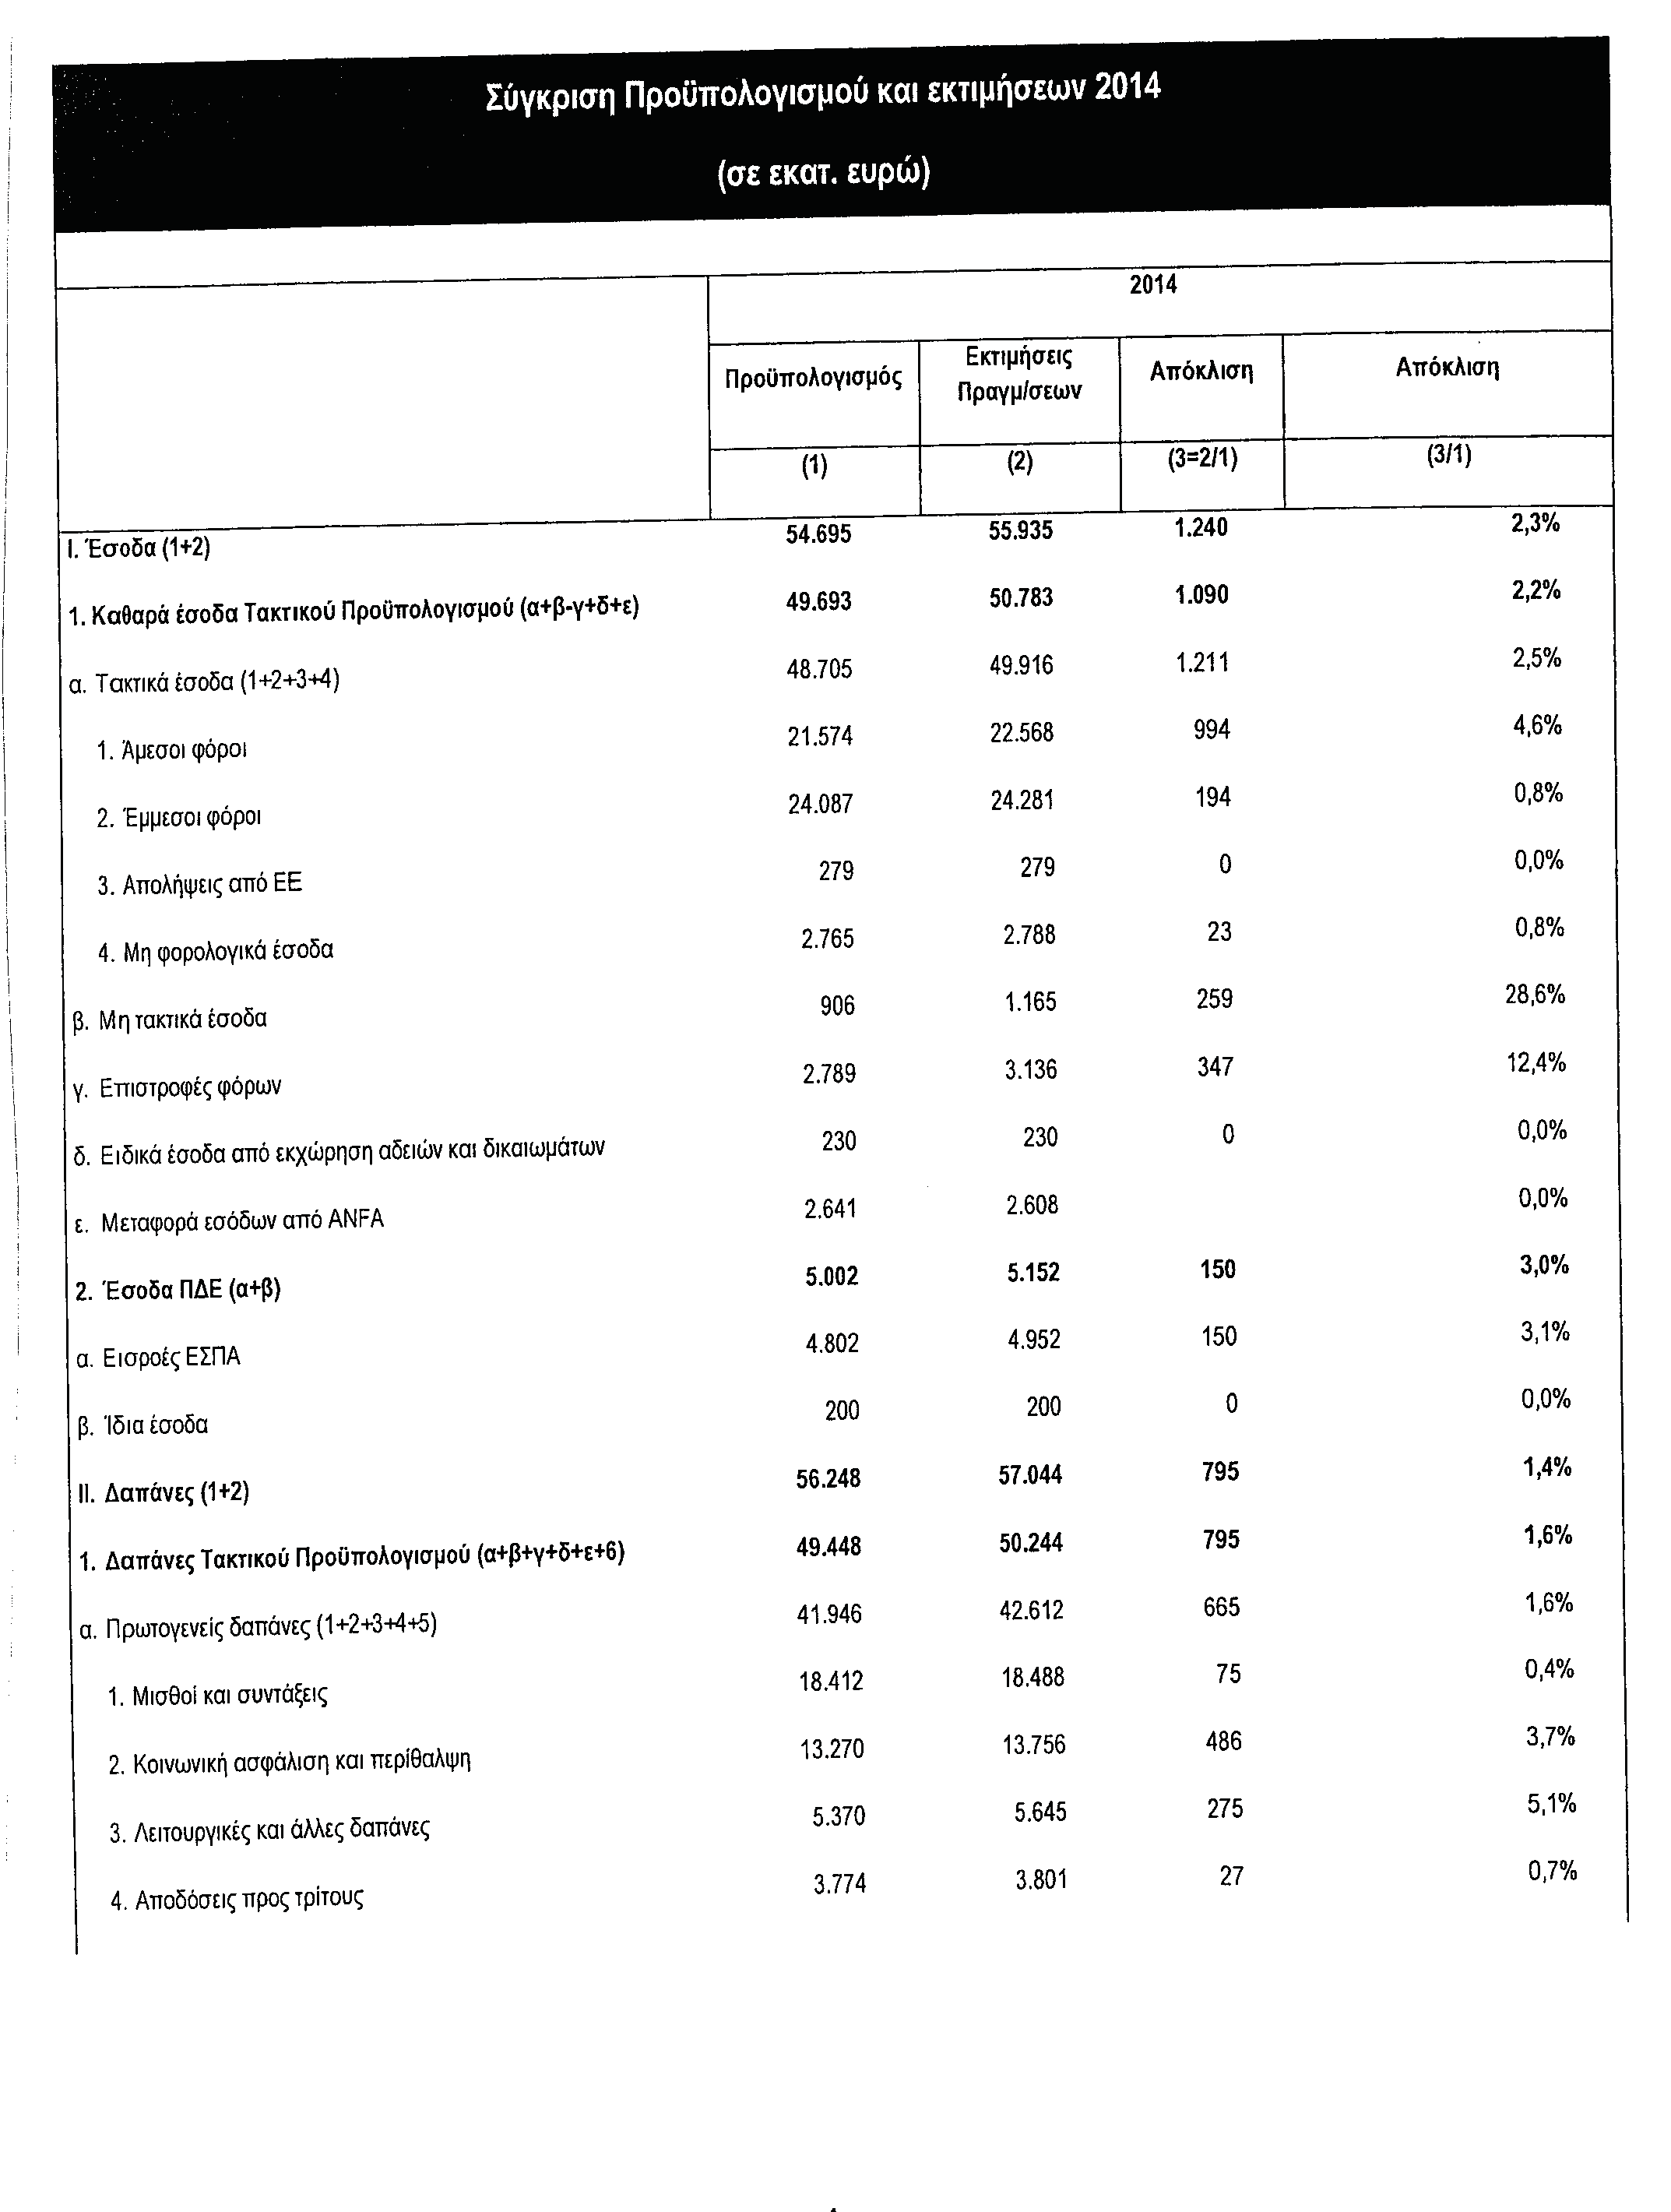 Σύγκριση Προϋπολογισμού και εκτιμήσεων 2014
(σε εκατ. ευρώ)
2014
Προϋπολογισμός Εκτιμήσεις Πραγμ/σεων Απόκλιση Απόκλιση
(1) (2) (3=2/1) (3/1)
Ι. Έσοδα (1+2) 54.695 55.935 1.240 2,3%
1. Καθαρά έσοδα Τακτικού Προϋπολογισμού (α+β-γ+δ+ε) 49.693 50.783 1.090 2,2%
α. Τακτικά έσοδα (1+2+3+4) 48.705 49.916 1.211 2,5%
1. Άμεσοι φόροι 21.574 22.568 994 4,6%
2. Έμμεσοι φόροι 24.087 24.281 194 0,8%
3. Απολήψεις από ΕΕ 279 279 0 0,0%
4. Μη φορολογικά έσοδα 2.765 2.788 23 0,8%
β. Μη τακτικά έσοδα 906 1.165 259 28,6%
γ. Επιστροφές φόρων 2.789 3.136 347 12,4%
δ. Ειδικά έσοδα από εκχώρηση αδειών και δικαιωμάτων 230 230 0 0,0%
ε. Μεταφορά εσόδων από ANFA 2.641 2.608 0,0%
2. Έσοδα ΠΔΕ (α+β) 5.002 5.152 150 3,0%
α. Εισροές ΕΣΠΑ 4.802 4.952 150 3,1%
β. Ίδια έσοδα 200 200 0 0,0%
ΙΙ. Δαπάνες (1+2) 56.248 57.044 795 1,4%
1. Δαπάνες Τακτικού Προϋπολογισμού (α+β+γ+δ+ε+6) 49.448 50.244 795 1,6%
α. Πρωτογενείς δαπάνες (1+2+3+4+5) 41.946 42.612 665 1,6%
1. Μισθοί και συντάξεις 18.412 18.488 75 0,4%
2. Κοινωνική ασφάλιση και περίθαλψη 13.270 13.756 486 3,7%
3. Λειτουργικές και άλλες δαπάνες 5.370 5.645 275 5,1%
4. Αποδόσεις προς τρίτους 3.774 3.801 27 0,7%